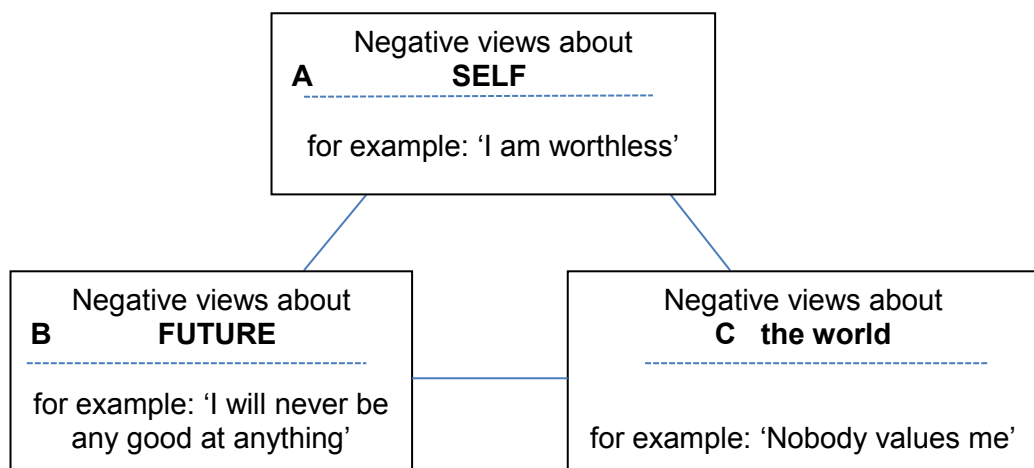 Negative views about
A SELF
for example: ‘I am worthless’
Negative views about
B FUTURE
for example: ‘I will never be
any good at anything’
Negative views about
C the world
for example: ‘Nobody values me’